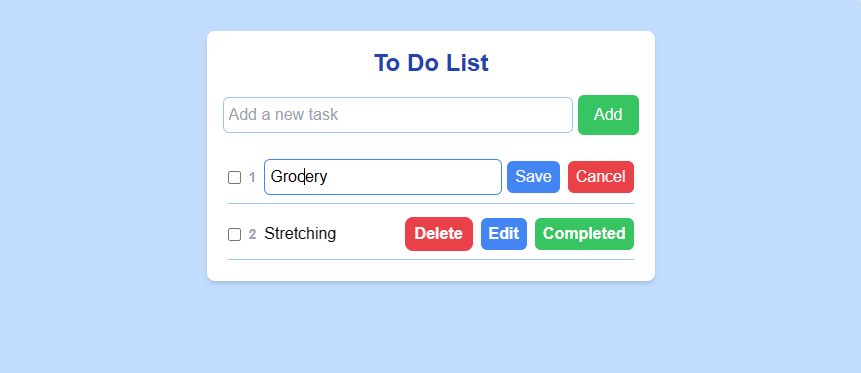 To Do List
Add a new task Add
1 Grocery Save Cancel
2 Stretching Delete Edit Completed